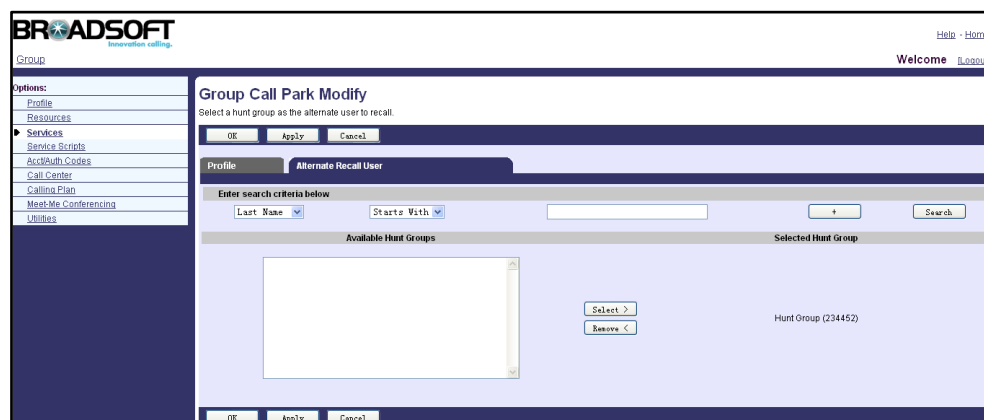 BROADSOFT
Innovation calling.
Help - Hom
Group
Welcome [Logou
Options:
Profile
Resources
Services
Service Scripts
Acct/Auth Codes
Call Center
Calling Plan
Meet-Me Conferencing
Utilities
Group Call Park Modify
Select a hunt group as the alternate user to recall.
OK Apply Cancel
Profile Alternate Recall User
Enter search criteria below
Last Name Starts With + Search
Available Hunt Groups Selected Hunt Group
Select >
Remove <
Hunt Group (234452)
OK Apply Cancel